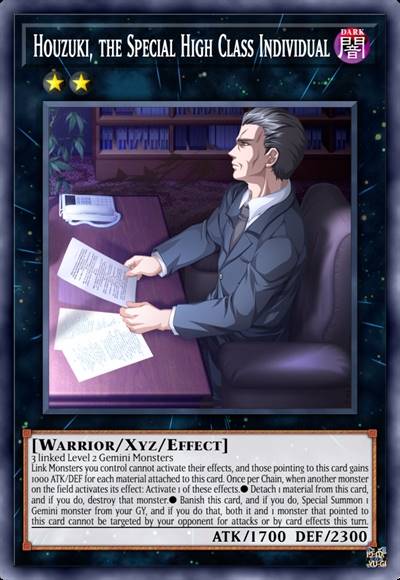 Houzuki, the Special High Class Individual
DARK
闇
[Warrior/Xyz/Effect]
3 linked Level 2 Gemini Monsters
Link Monsters you control cannot activate their effects, and those pointing to this card gains
1000 ATK/DEF for each material attached to this card. Once per Chain, when another monster
on the field activates its effect: Activate 1 of these effects.● Detach 1 material from this card,
and if you do, destroy that monster.● Banish this card, and if you do, Special Summon 1
Gemini monster from your GY, and if you do that, both it and 1 monster that pointed to
this card cannot be targeted by your opponent for attacks or by card effects this turn.
ATK/1700 DEF/2300